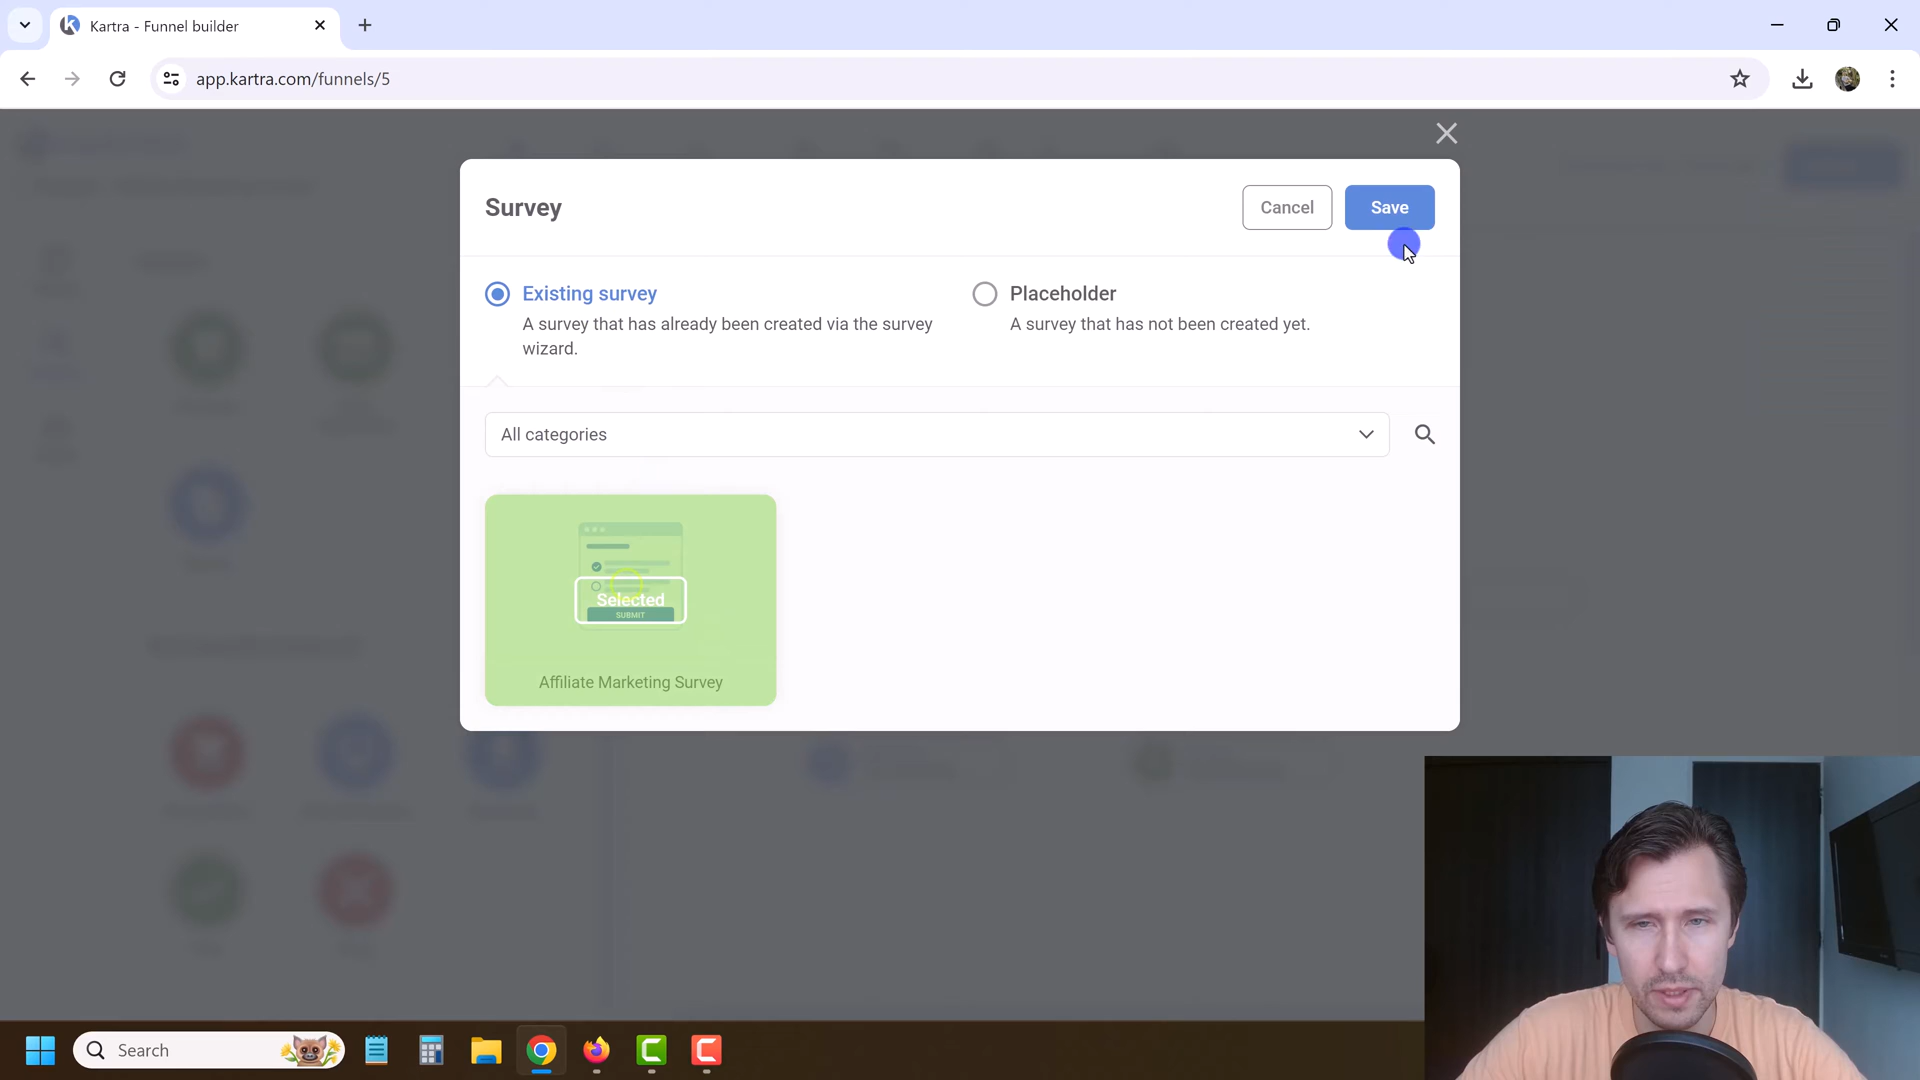 Kartra - Funnel builder
app.kartra.com/funnels/5
Survey
Cancel
Save
Existing survey
A survey that has already been created via the survey
wizard.
Placeholder
A survey that has not been created yet.
All categories
Selected
SUBMIT
Affiliate Marketing Survey
Search